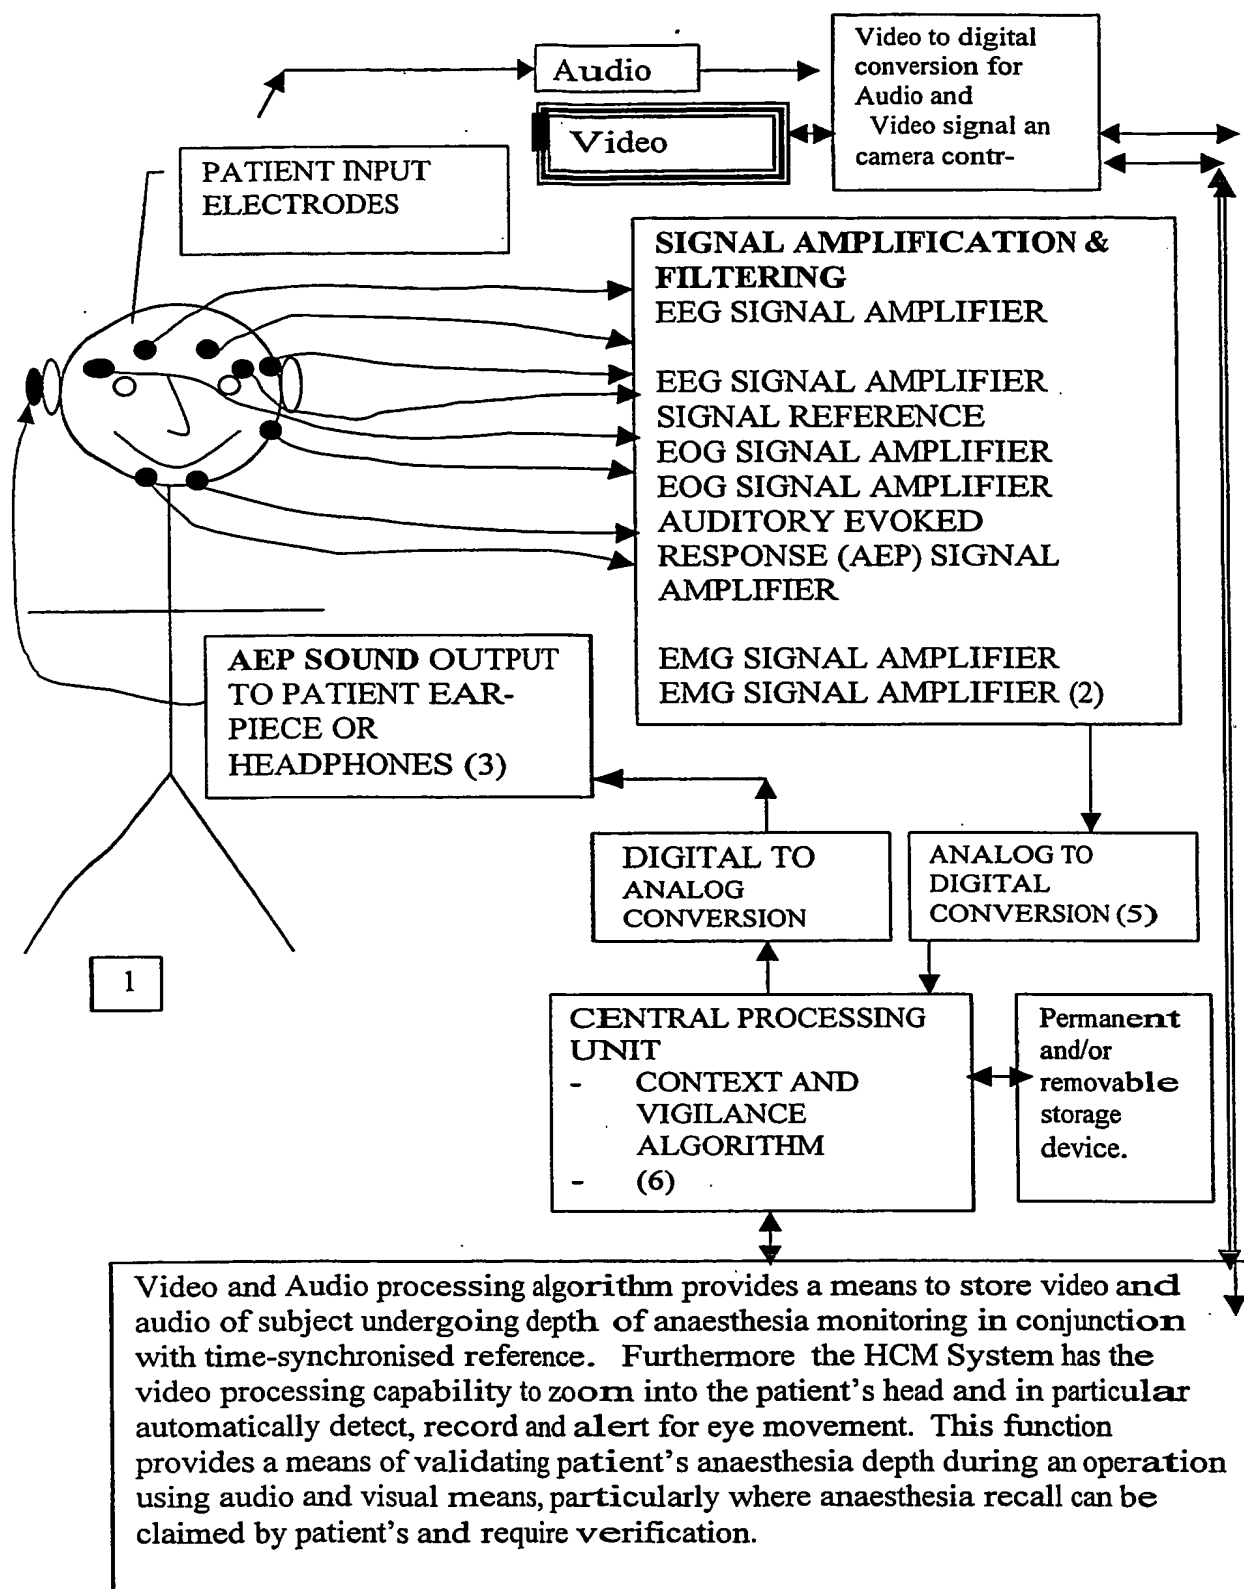 Audio
Video
Video to digital
conversion for
Audio and
Video signal an
camera contr-
PATIENT INPUT
ELECTRODES
SIGNAL AMPLIFICATION &
FILTERING
EEG SIGNAL AMPLIFIER
EEG SIGNAL AMPLIFIER
SIGNAL REFERENCE
EOG SIGNAL AMPLIFIER
EOG SIGNAL AMPLIFIER
AUDITORY EVOKED
RESPONSE (AEP) SIGNAL
AMPLIFIER
EMG SIGNAL AMPLIFIER
EMG SIGNAL AMPLIFIER (2)
AEP SOUND OUTPUT
TO PATIENT EAR-
PIECE OR
HEADPHONES (3)
DIGITAL TO
ANALOG
CONVERSION
ANALOG TO
DIGITAL
CONVERSION (5)
1
CENTRAL PROCESSING
UNIT
- CONTEXT AND
VIGILANCE
ALGORITHM
- (6)
Permanent
and/or
removable
storage
device.
Video and Audio processing algorithm provides a means to store video and
audio of subject undergoing depth of anaesthesia monitoring in conjunction
with time-synchronised reference. Furthermore the HCM System has the
video processing capability to zoom into the patient's head and in particular
automatically detect, record and alert for eye movement. This function
provides a means of validating patient's anaesthesia depth during an operation
using audio and visual means, particularly where anaesthesia recall can be
claimed by patient's and require verification.